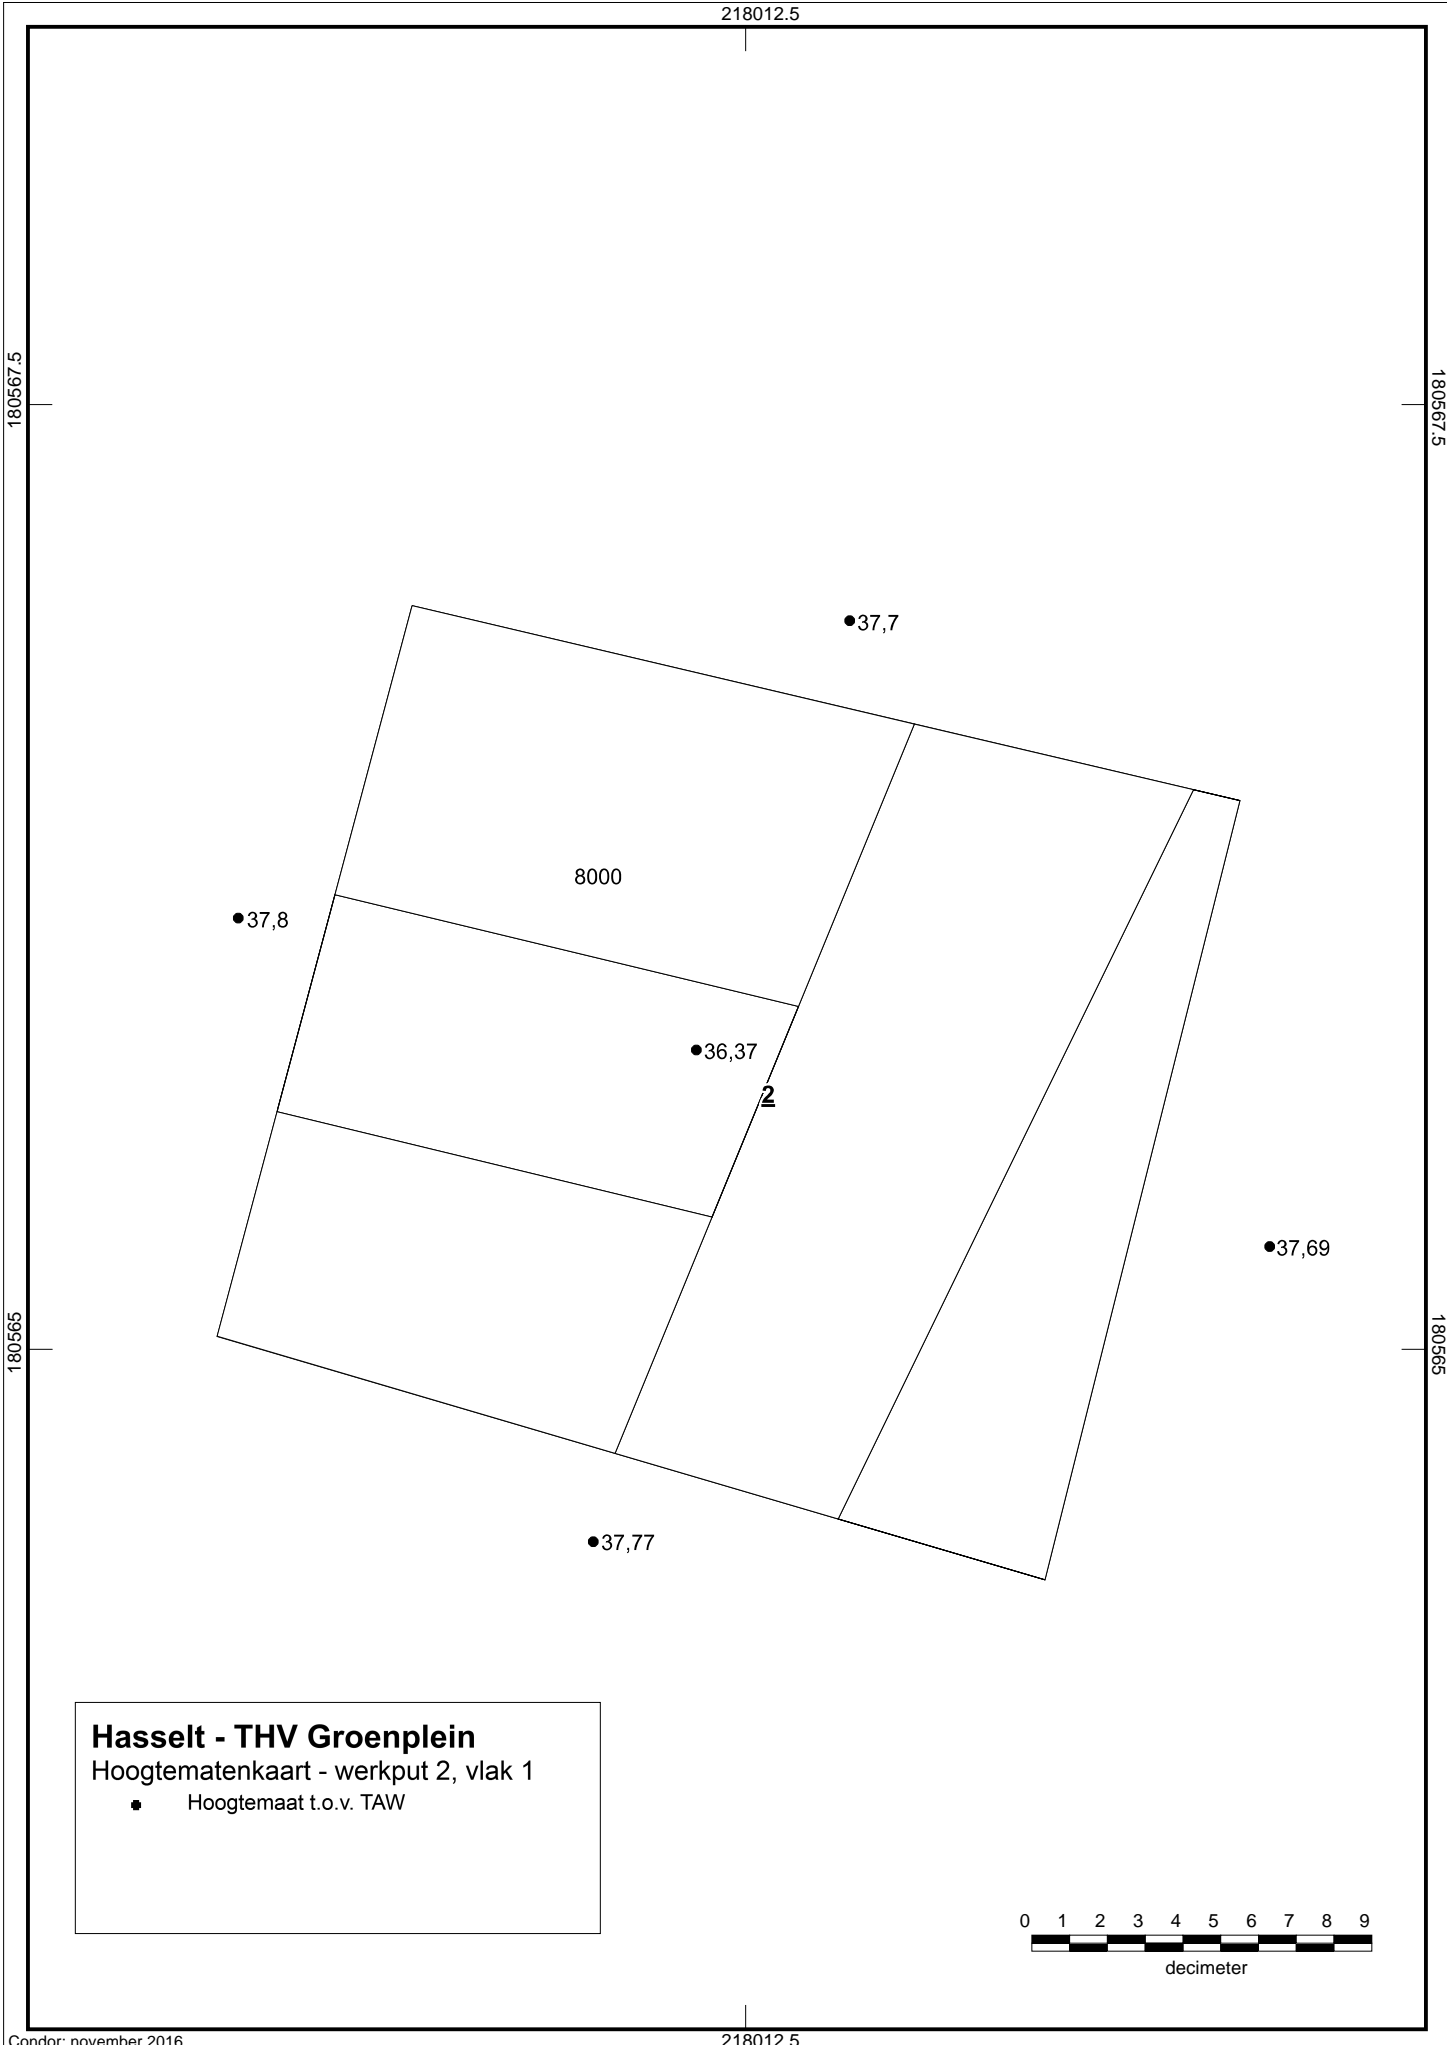 218012.5
180567.5
180567.5
37,7
8000
37,8
36,37
2
37,69
180565
180565
37,77
Hasselt - THV Groenplein
Hoogtematenkaart - werkput 2, vlak 1
Hoogtemaat t.o.v. TAW
0 1 2 3 4 5 6 7 8 9
decimeter
Condor: november 2016
218012.5